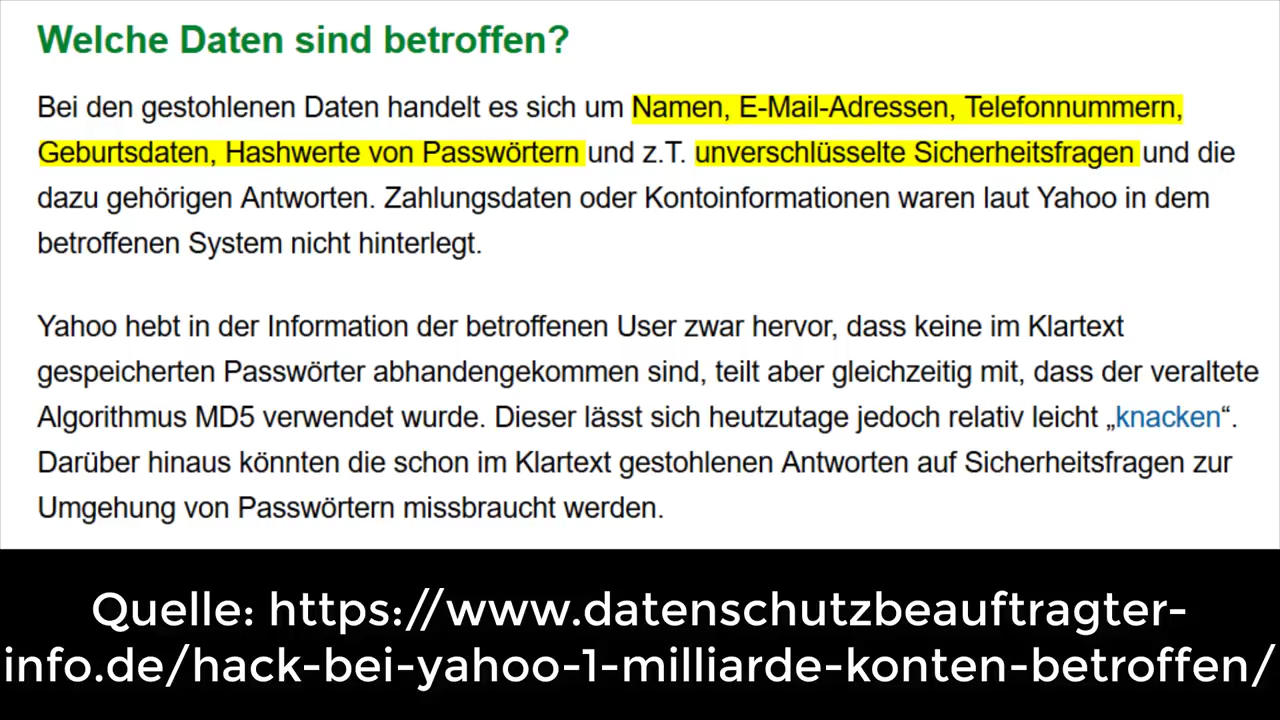 Welche Daten sind betroffen?
Bei den gestohlenen Daten handelt es sich um Namen, E-Mail-Adressen, Telefonnummern,
Geburtsdaten, Hashwerte von Passwörtern und z.T. unverschlüsselte Sicherheitsfragen und die
dazu gehörigen Antworten. Zahlungsdaten oder Kontoinformationen waren laut Yahoo in dem
betroffenen System nicht hinterlegt.
Yahoo hebt in der Information der betroffenen User zwar hervor, dass keine im Klartext
gespeicherten Passwörter abhandengekommen sind, teilt aber gleichzeitig mit, dass der veraltete
Algorithmus MD5 verwendet wurde. Dieser lässt sich heutzutage jedoch relativ leicht „knacken“.
Darüber hinaus könnten die schon im Klartext gestohlenen Antworten auf Sicherheitsfragen zur
Umgehung von Passwörtern missbraucht werden.
Quelle: https://www.datenschutzbeauftragter-
info.de/hack-bei-yahoo-1-milliarde-konten-betroffen/